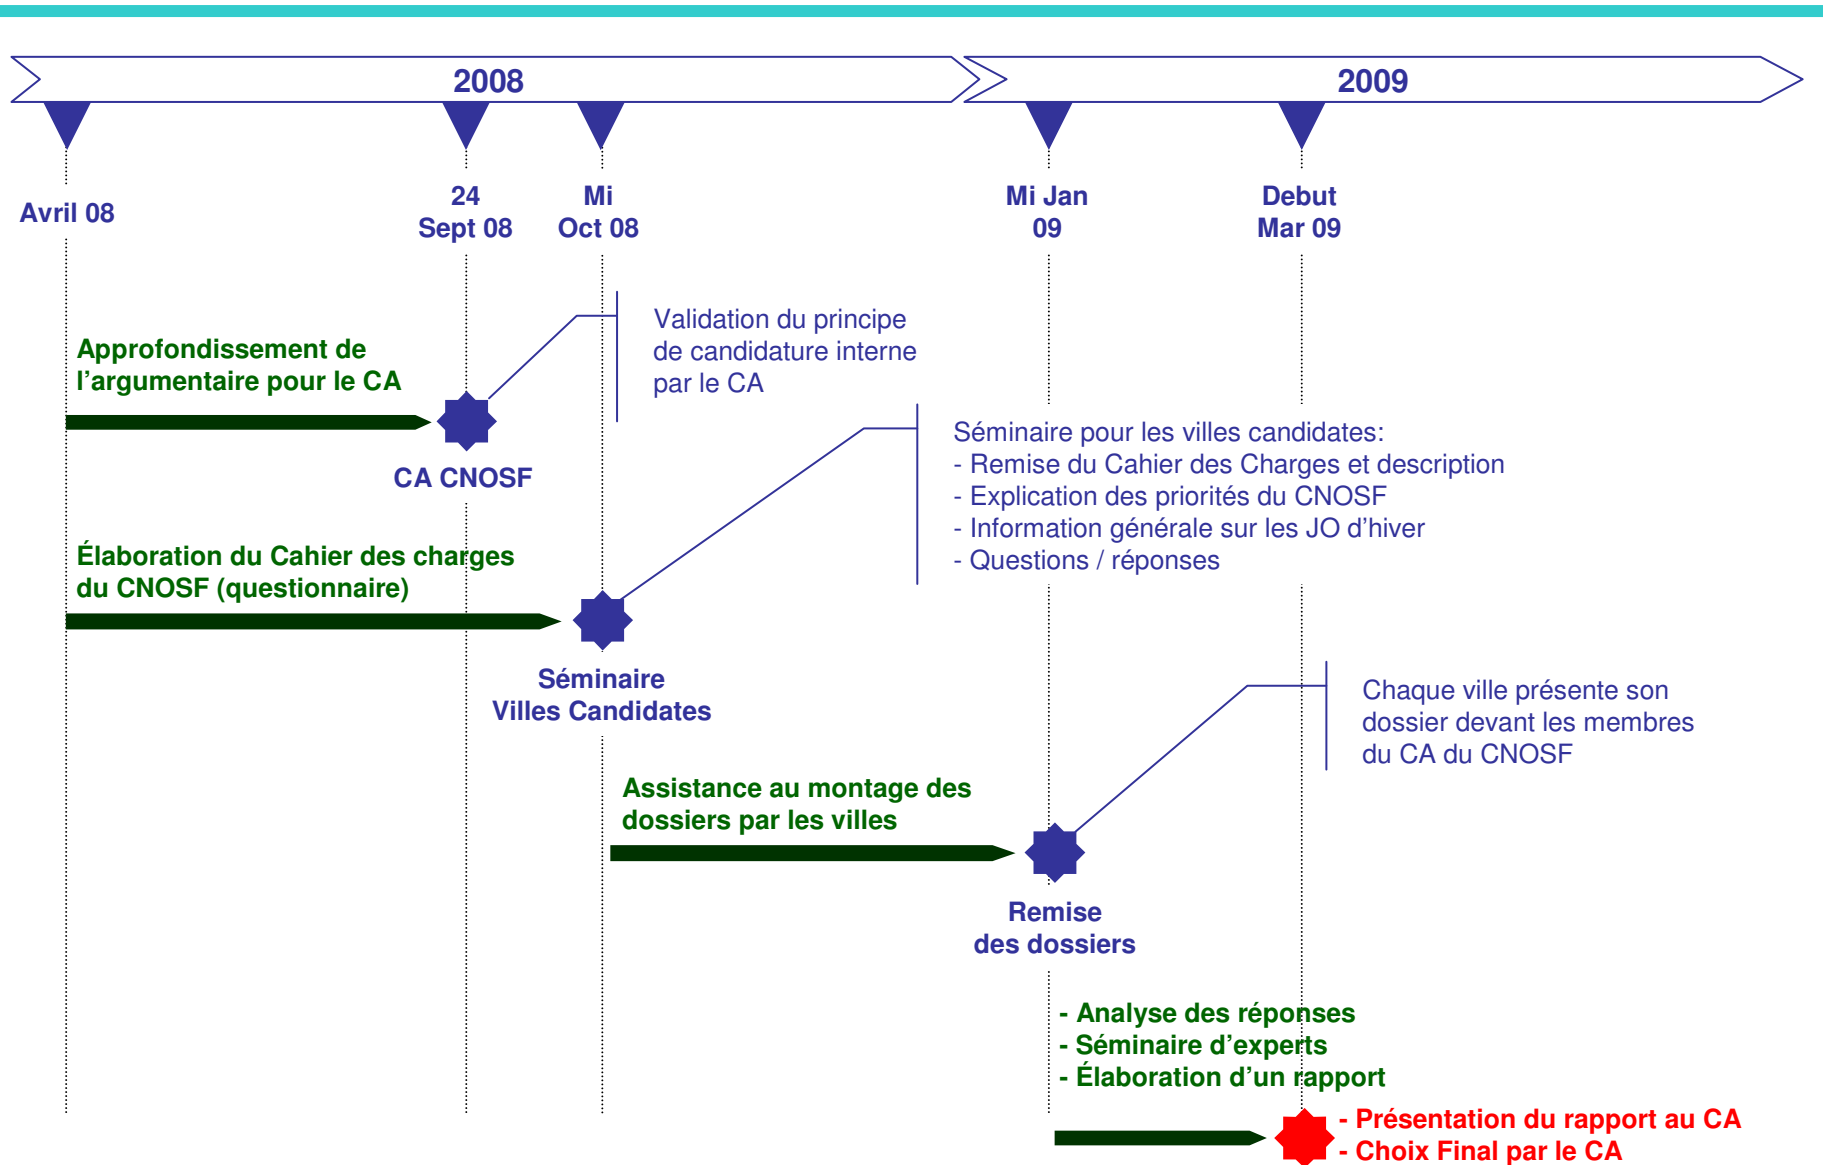 2008
2009
Avril 08
24
Sept 08
Mi
Oct 08
Mi Jan
09
Debut
Mar 09
Validation du principe
de candidature interne
par le CA
Approfondissement de
l'argumentaire pour le CA
CA CNOSF
Séminaire pour les villes candidates:
- Remise du Cahier des Charges et description
- Explication des priorités du CNOSF
- Information générale sur les JO d'hiver
- Questions / réponses
Élaboration du Cahier des charges
du CNOSF (questionnaire)
Séminaire
Villes Candidates
Chaque ville présente son
dossier devant les membres
du CA du CNOSF
Assistance au montage des
dossiers par les villes
Remise
des dossiers
- Analyse des réponses
- Séminaire d'experts
- Élaboration d'un rapport
- Présentation du rapport au CA
- Choix Final par le CA